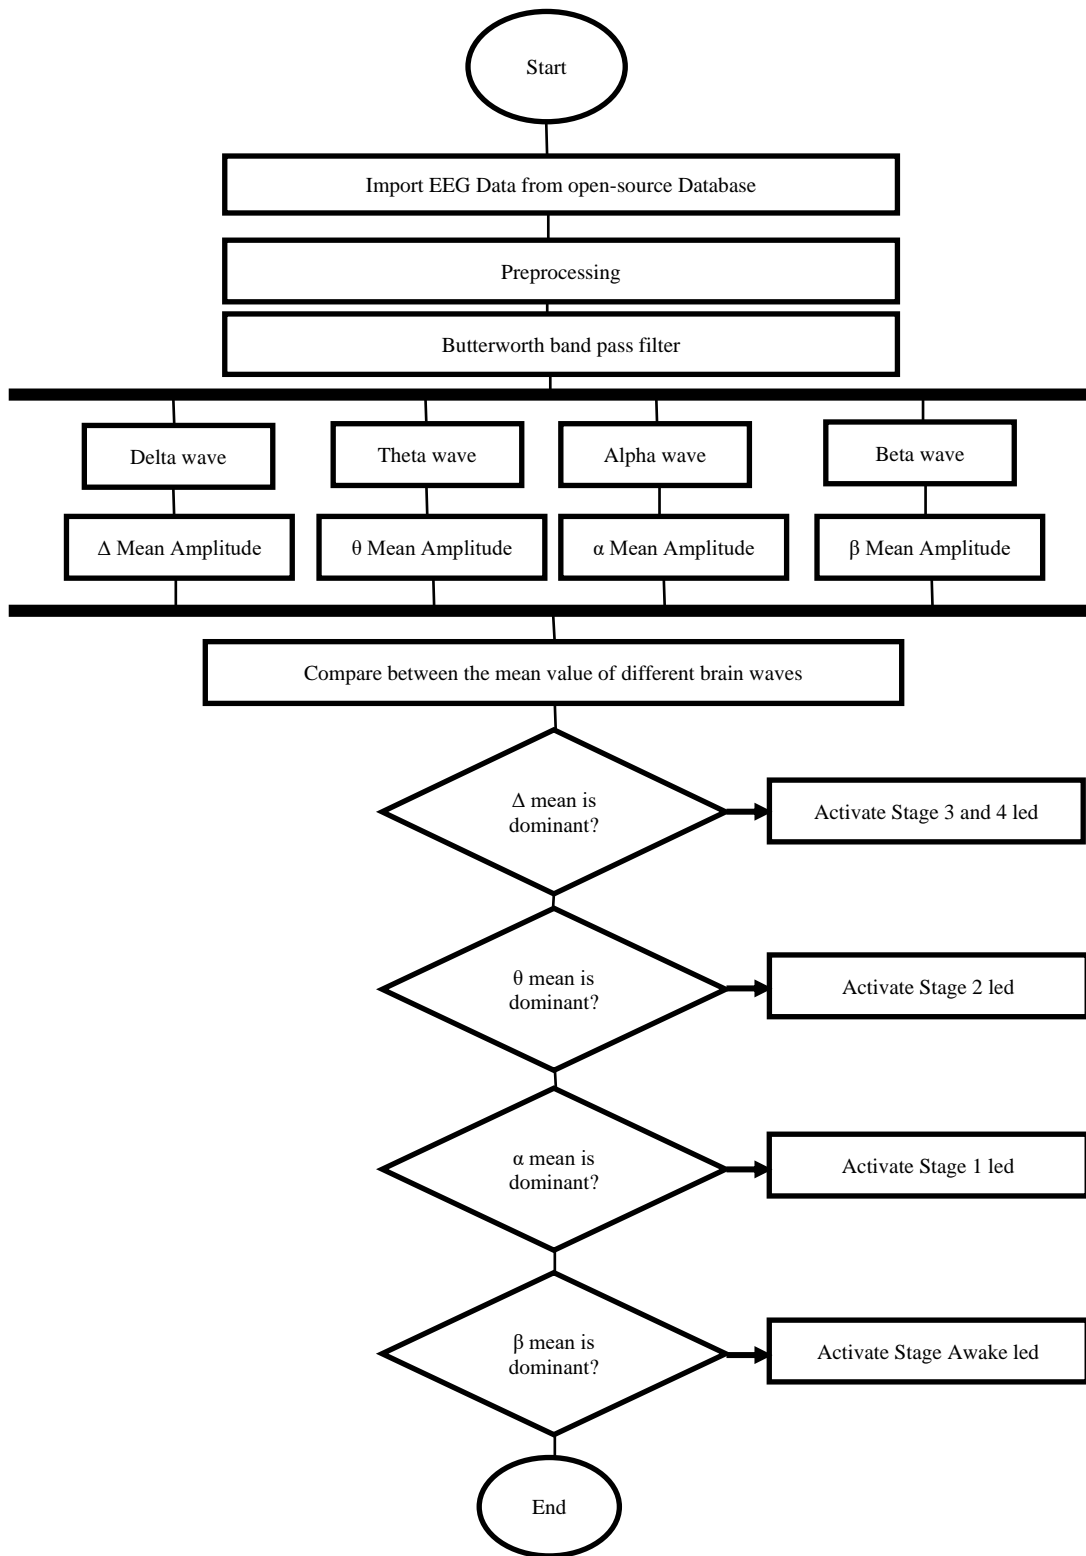 Start
Import EEG Data from open-source Database
Preprocessing
Butterworth band pass filter
Delta wave
Theta wave
Alpha wave
Beta wave
Δ Mean Amplitude
θ Mean Amplitude
α Mean Amplitude
β Mean Amplitude
Compare between the mean value of different brain waves
Δ mean is
dominant?
Activate Stage 3 and 4 led
θ mean is
dominant?
Activate Stage 2 led
α mean is
dominant?
Activate Stage 1 led
β mean is
dominant?
Activate Stage Awake led
End